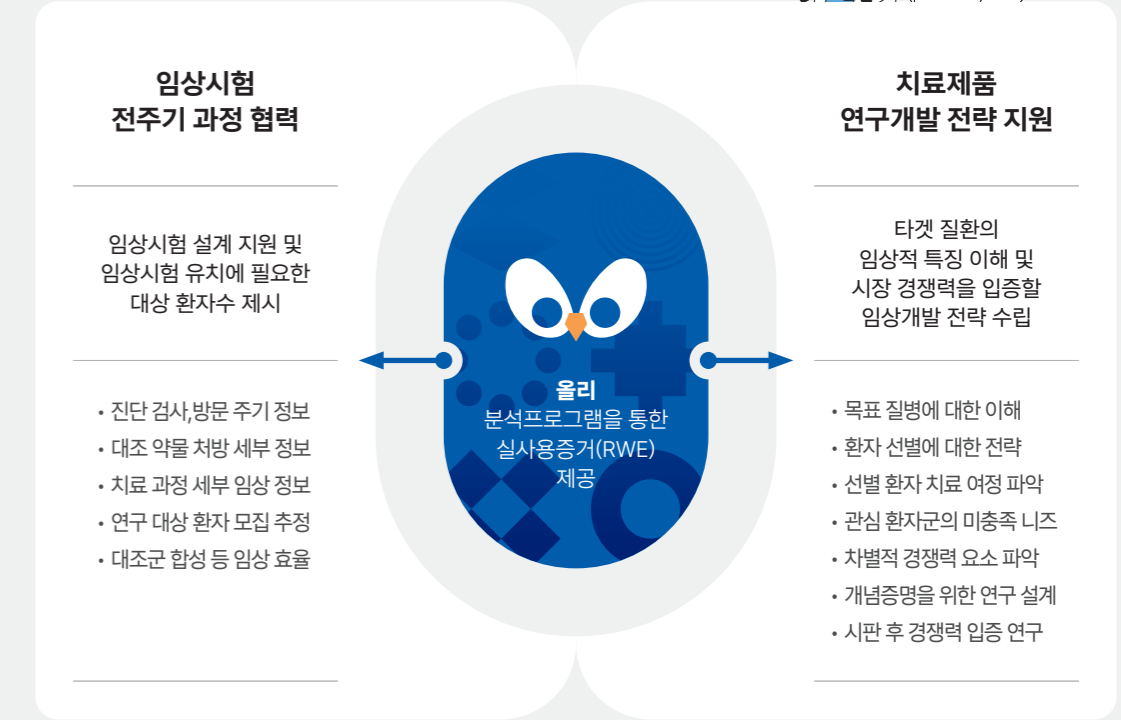 임상시험
전주기 과정 협력
임상시험 설계 지원 및
임상시험 유치에 필요한
대상 환자수 제시
• 진단 검사,방문 주기 정보
• 대조 약물 처방 세부 정보
• 치료 과정 세부 임상 정보
• 연구 대상 환자 모집 추정
• 대조군 합성 등 임상 효율
올리
분석프로그램을 통한
실사용증거(RWE)
제공
치료제품
연구개발 전략 지원
타겟 질환의
임상적 특징 이해 및
시장 경쟁력을 입증할
임상개발 전략 수립
• 목표 질병에 대한 이해
• 환자 선별에 대한 전략
• 선별 환자 치료 여정 파악
• 관심 환자군의 미충족 니즈
• 차별적 경쟁력 요소 파악
• 개념증명을 위한 연구 설계
• 시판 후 경쟁력 입증 연구